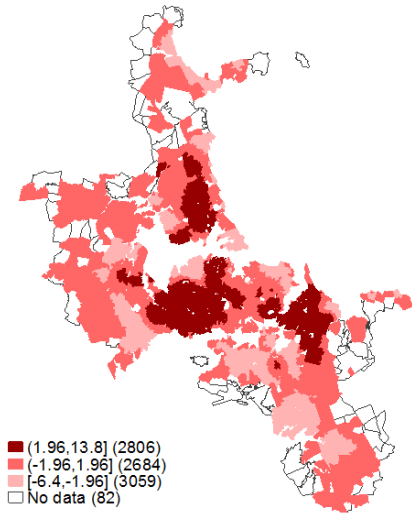 (1.96,13.8] (2806)
(-1.96,1.96] (2684)
[-6.4,-1.96] (3059)
No data (82)